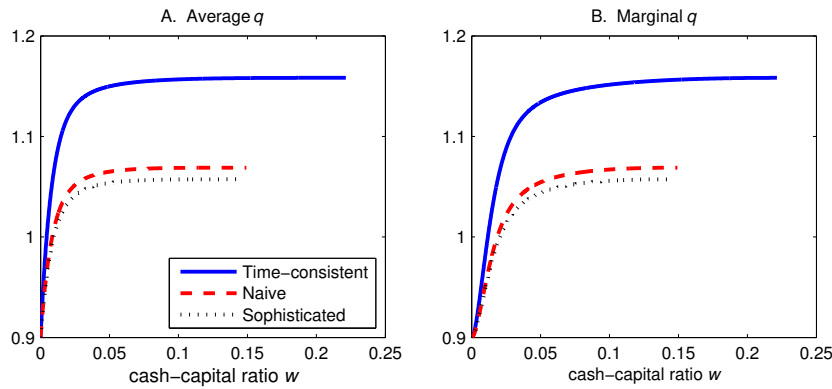 A. Average q
1.2
1.1
1
0.9
0
0.05
0.1
0.15
0.2
0.25
cash−capital ratio w
Time−consistent
Naive
Sophisticated
B. Marginal q
1.2
1.1
1
0.9
0
0.05
0.1
0.15
0.2
0.25
cash−capital ratio w